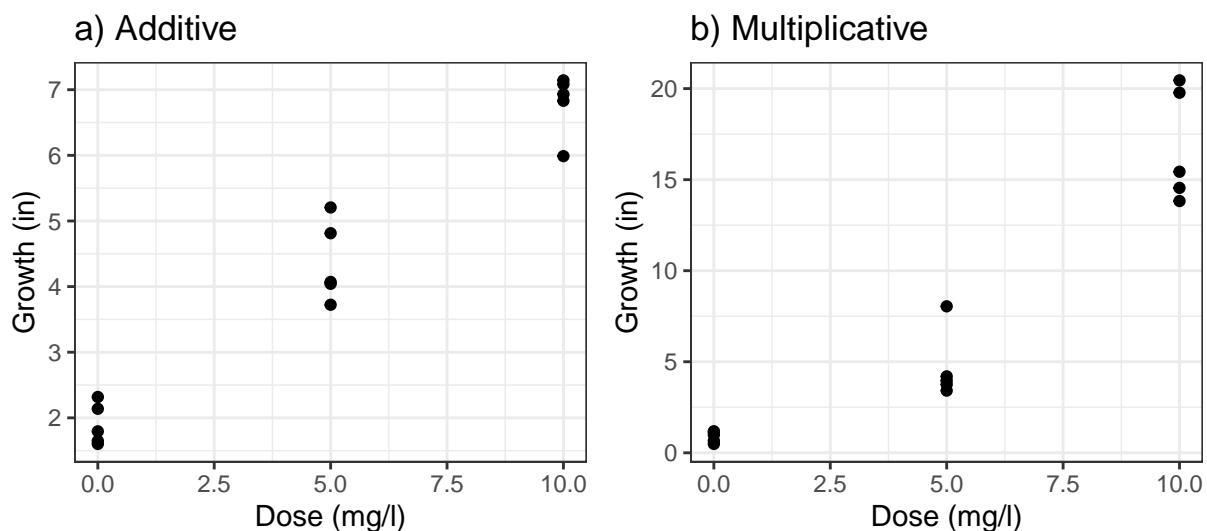 a) Additive
Growth (in)
7
6
5
4
3
2
0.0 2.5 5.0 7.5 10.0
Dose (mg/l)
b) Multiplicative
Growth (in)
20
15
10
5
0
0.0 2.5 5.0 7.5 10.0
Dose (mg/l)